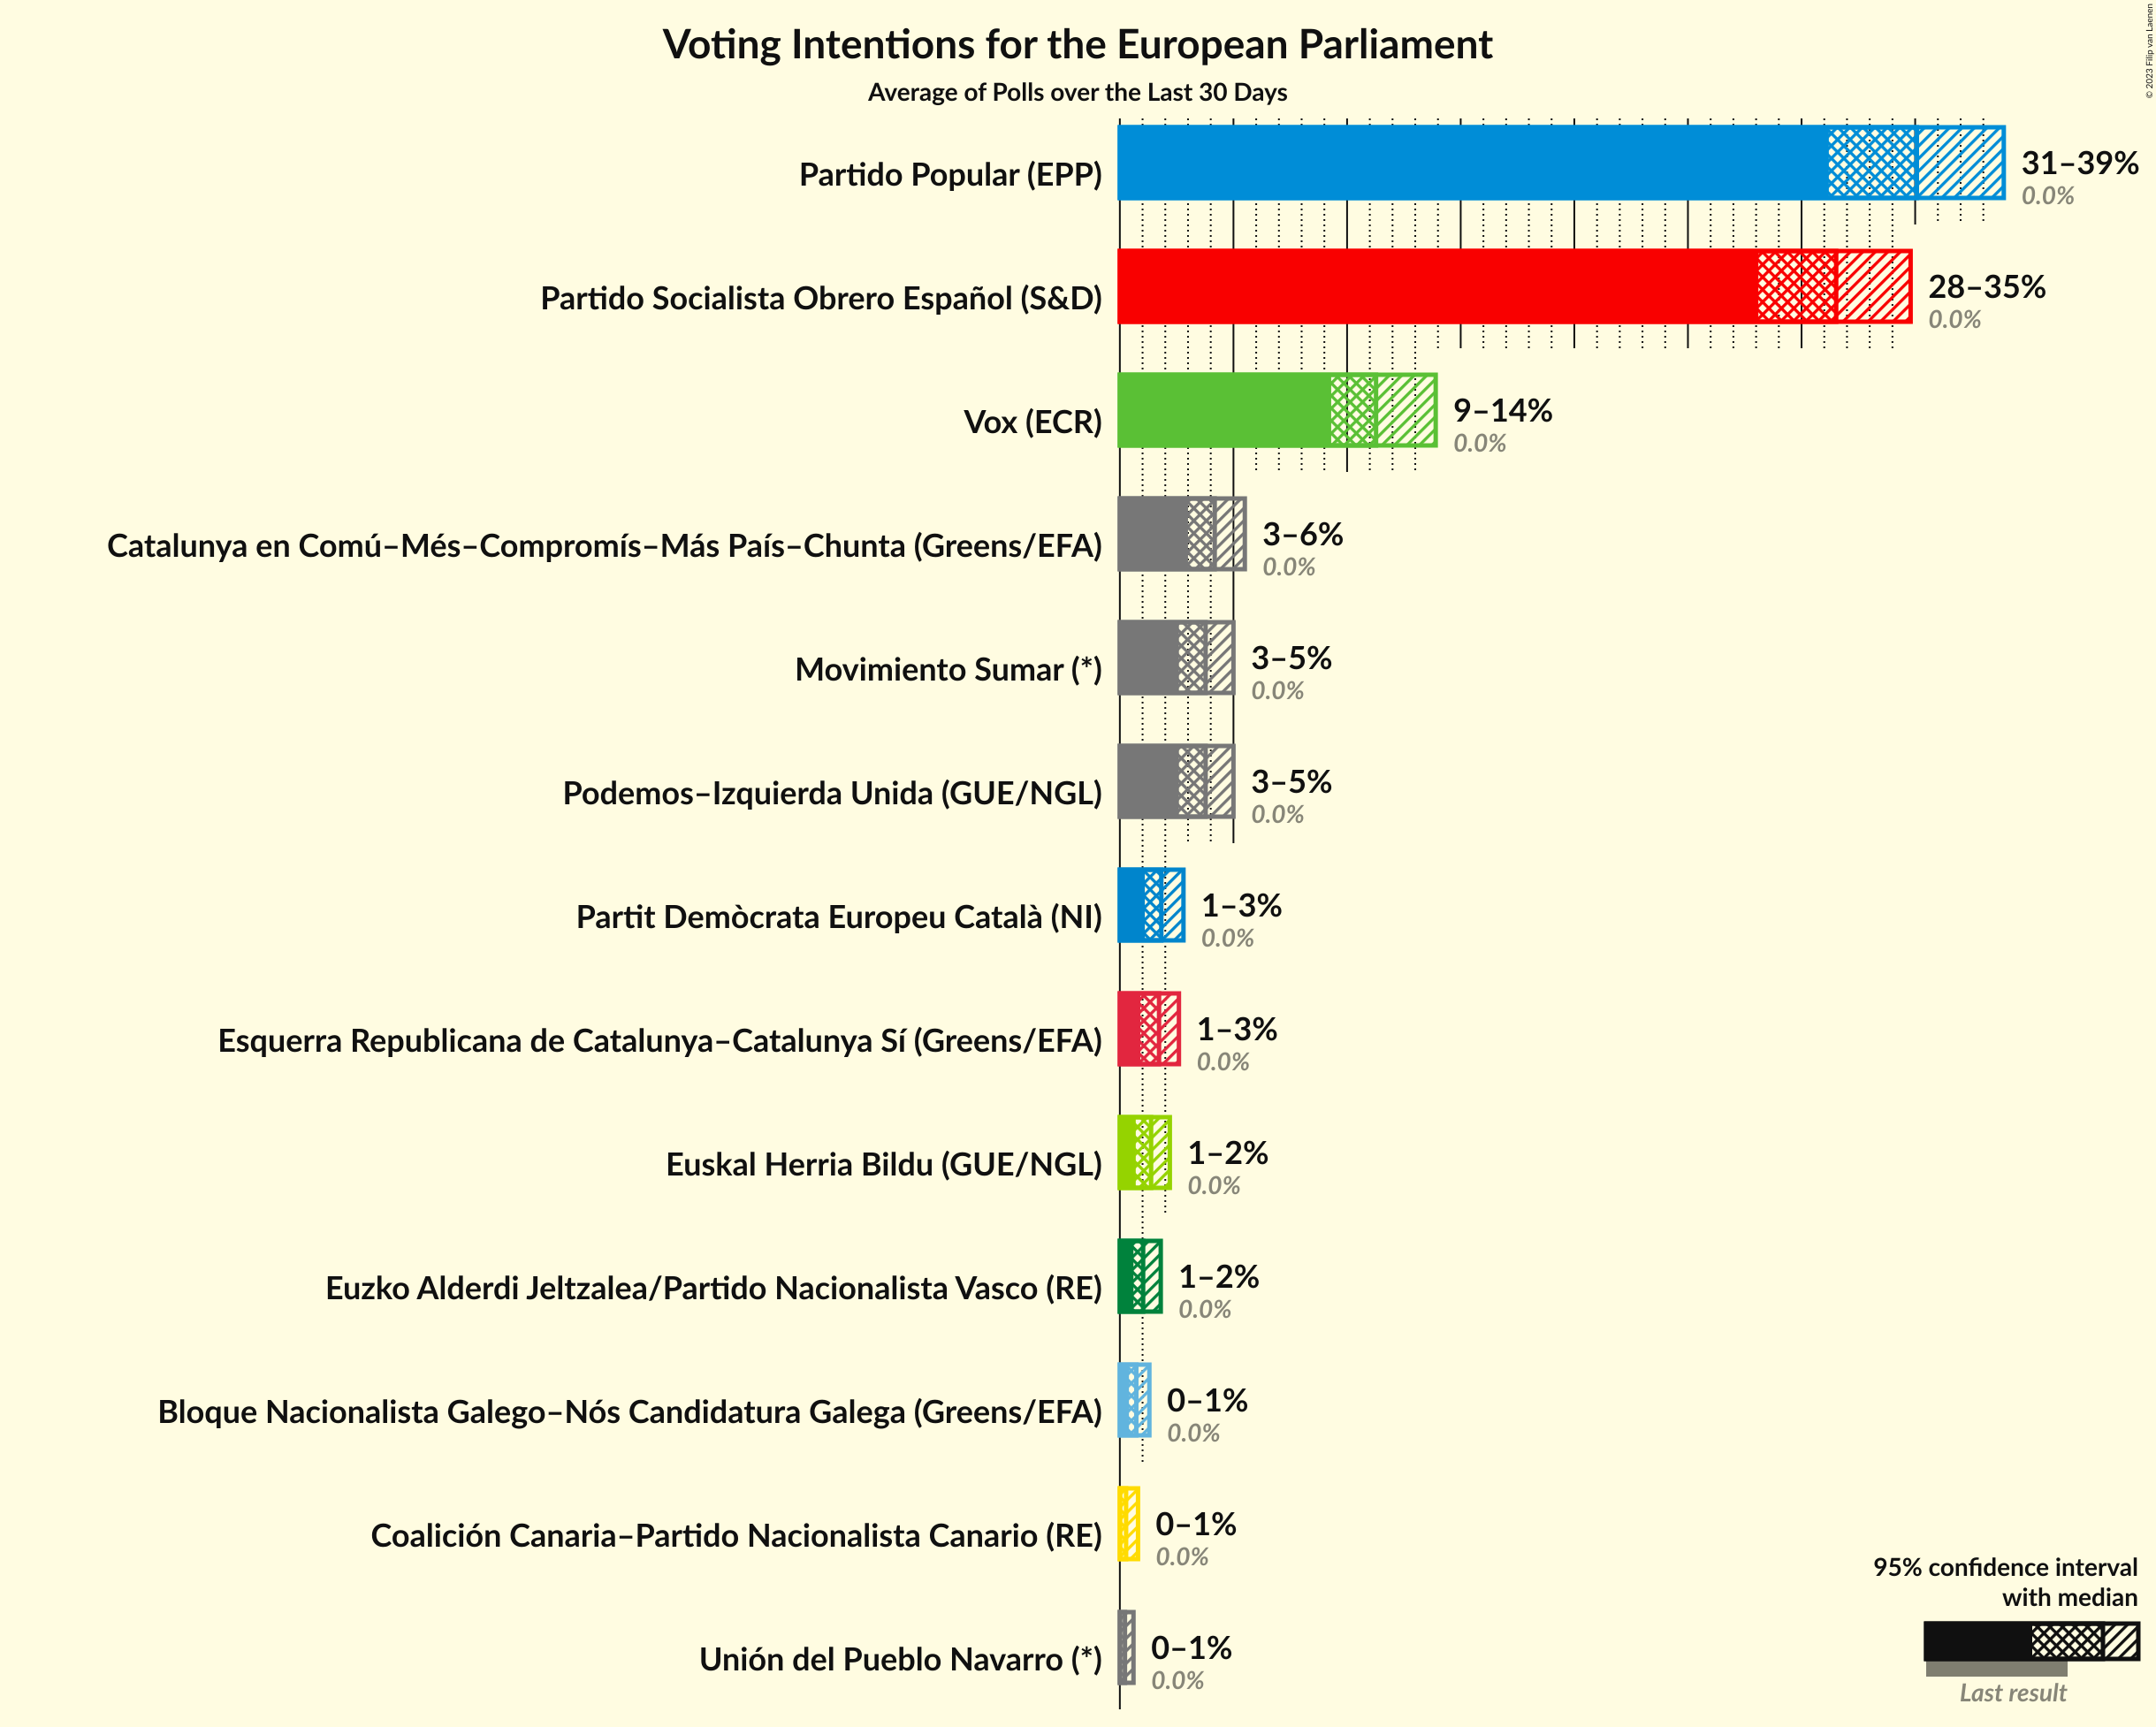 Voting Intentions for the European Parliament
Average of Polls over the Last 30 Days
© 2023 Filip van Laenen
Partido Popular (EPP)
31–39%
0.0%
Partido Socialista Obrero Español (S&D)
28–35%
0.0%
Vox (ECR)
9–14%
0.0%
Catalunya en Comú–Més–Compromís–Más País–Chunta (Greens/EFA)
3–6%
0.0%
Movimiento Sumar (*)
3–5%
0.0%
Podemos–Izquierda Unida (GUE/NGL)
3–5%
0.0%
Partit Demòcrata Europeu Català (NI)
1–3%
0.0%
Esquerra Republicana de Catalunya–Catalunya Sí (Greens/EFA)
1–3%
0.0%
Euskal Herria Bildu (GUE/NGL)
1–2%
0.0%
Euzko Alderdi Jeltzalea/Partido Nacionalista Vasco (RE)
1–2%
0.0%
Bloque Nacionalista Galego–Nós Candidatura Galega (Greens/EFA)
0–1%
0.0%
Coalición Canaria–Partido Nacionalista Canario (RE)
0–1%
0.0%
Unión del Pueblo Navarro (*)
0–1%
0.0%
95% confidence interval
with median
Last result